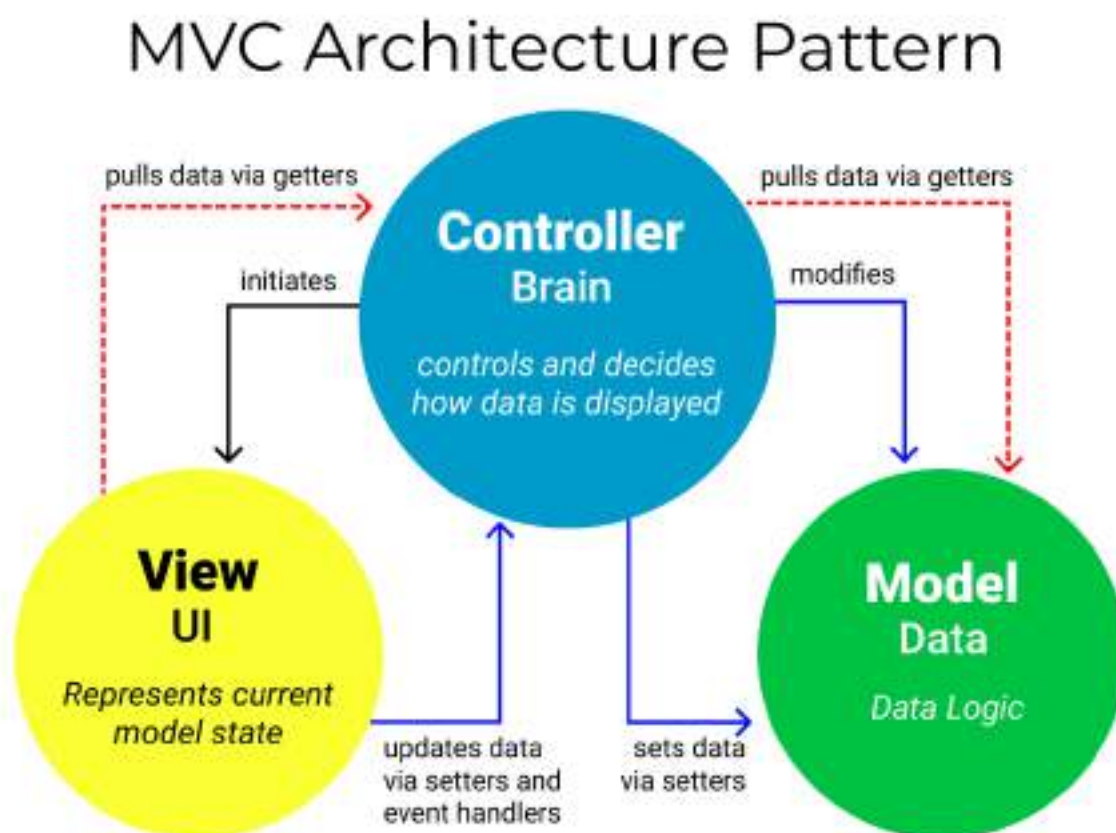 MVC Architecture Pattern
pulls data via getters
pulls data via getters
Controller
Brain
initiates
modifies
controls and decides
how data is displayed
View
UI
Represents current
model state
Model
Data
Data Logic
updates data
via setters and
event handlers
sets data
via setters